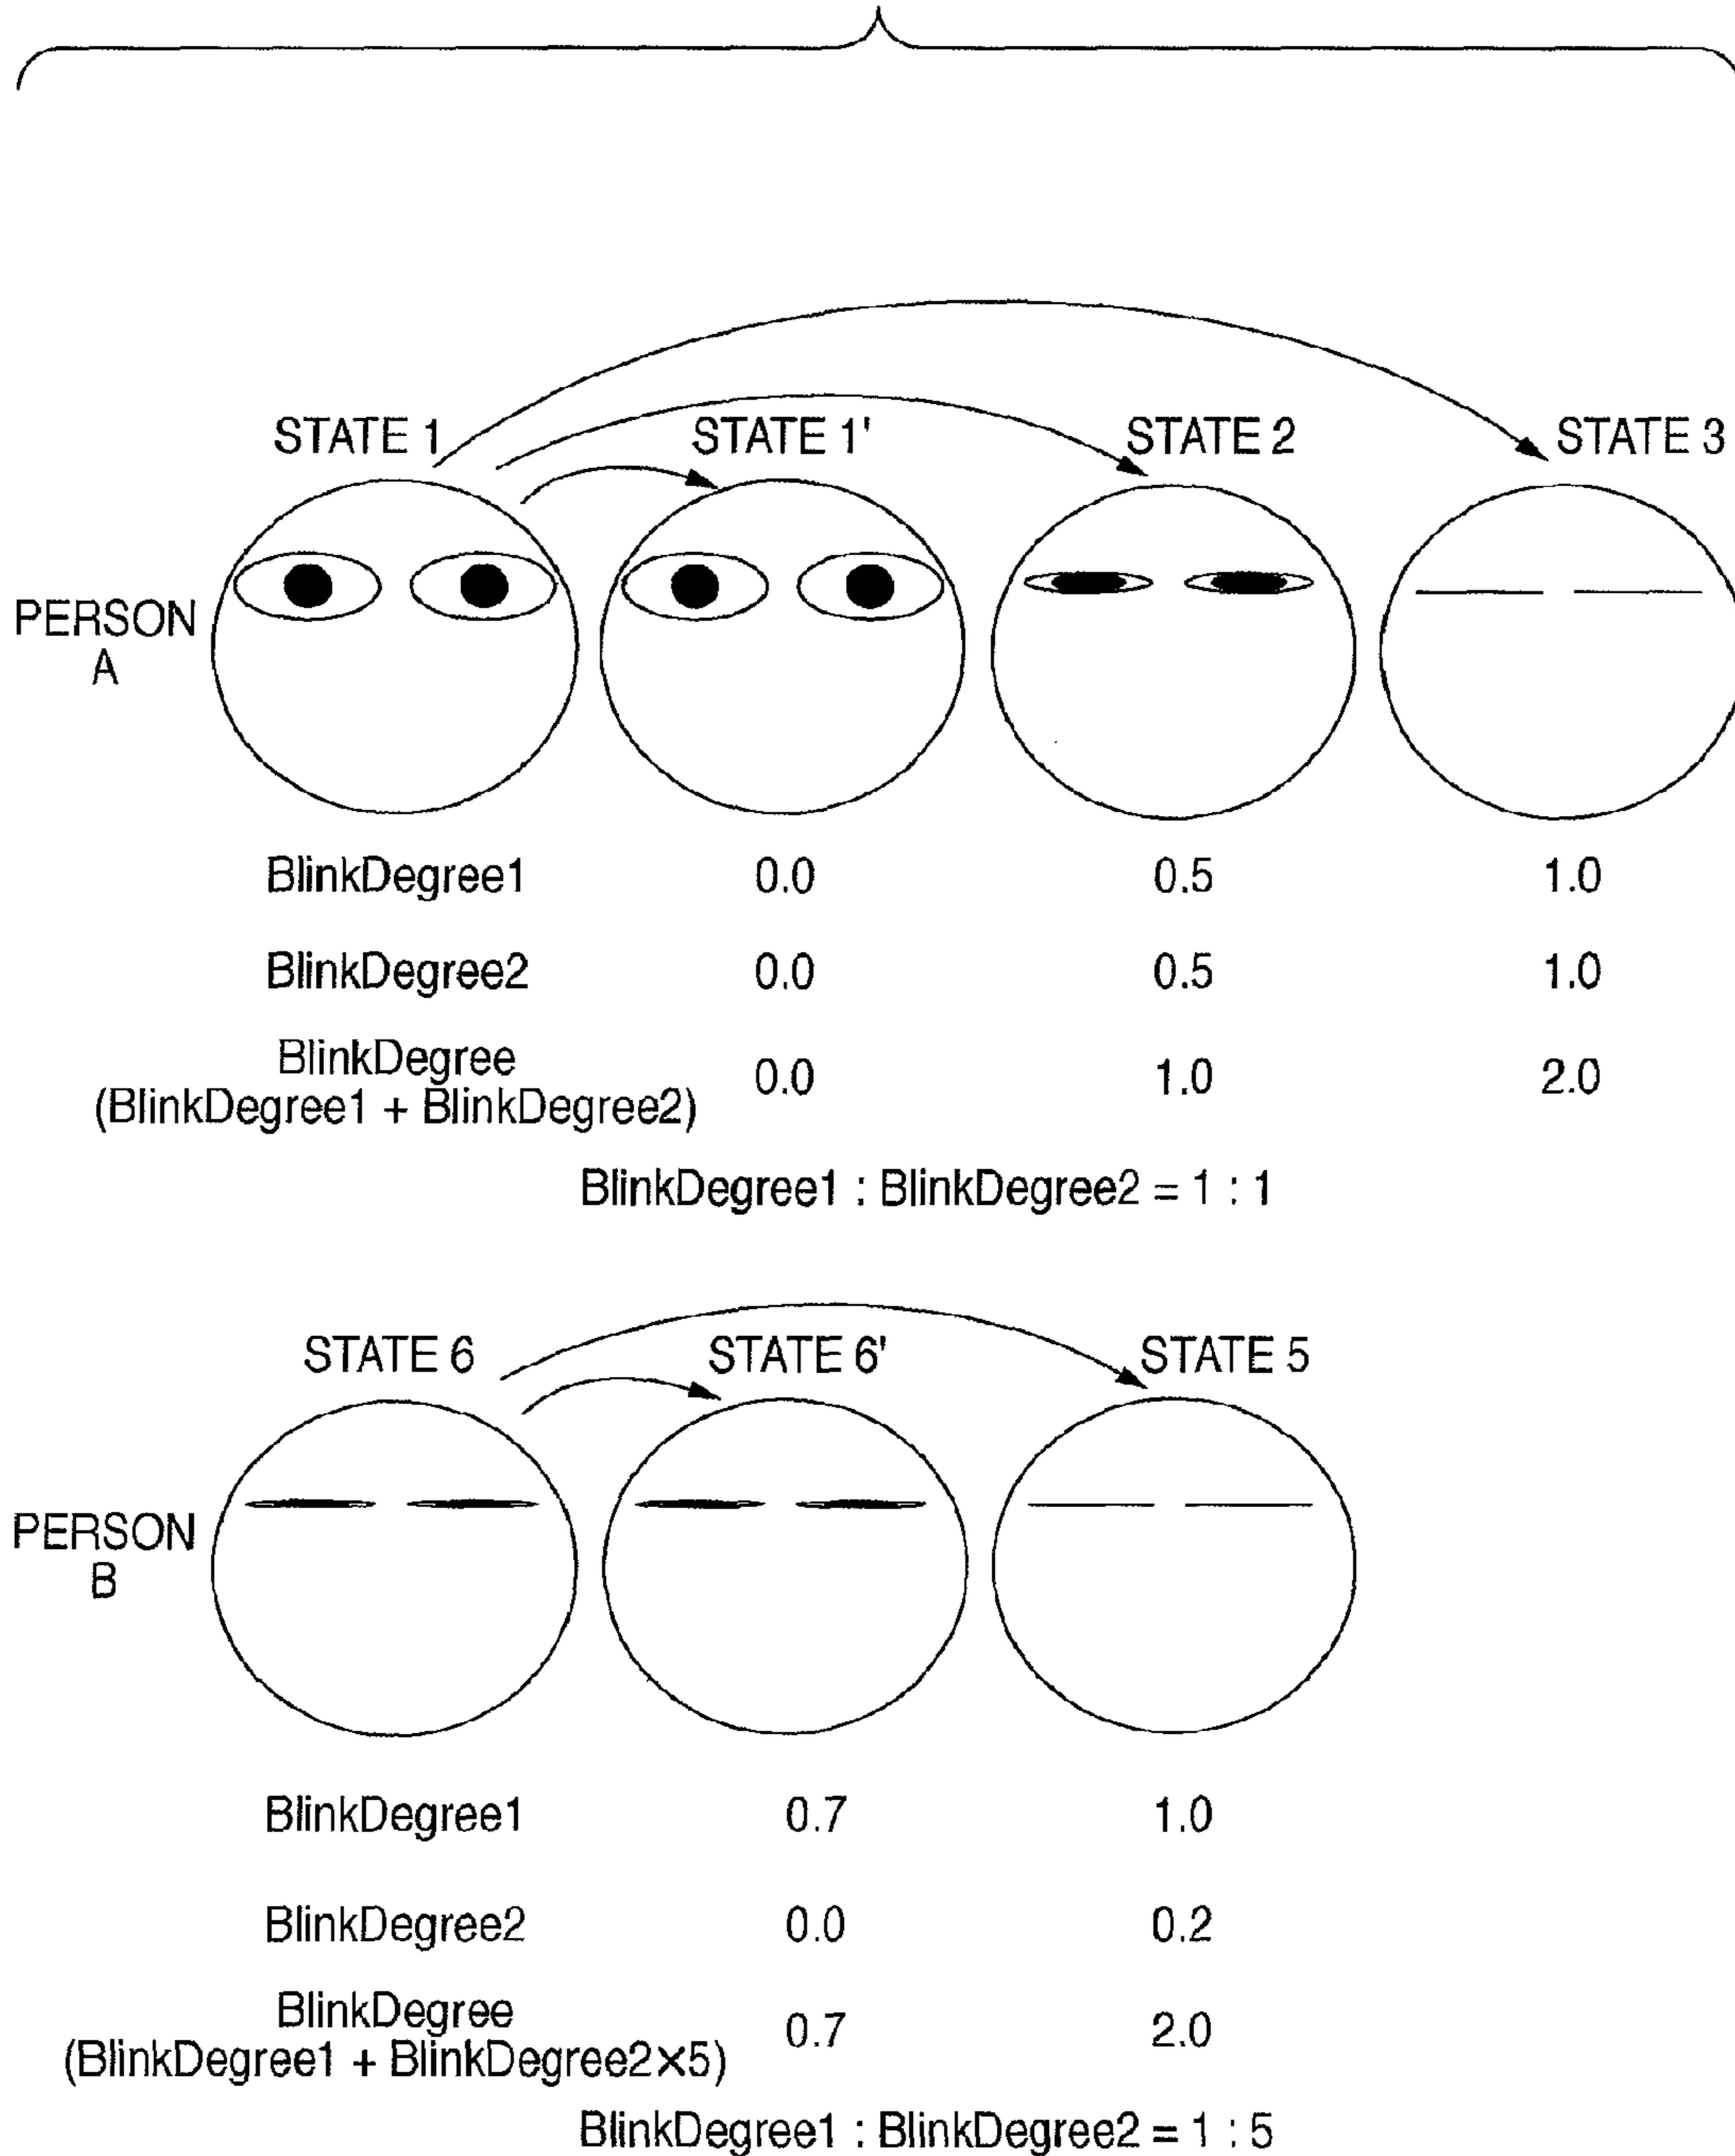 STATE 1 STATE 1' STATE 2 STATE 3
PERSON
A
BlinkDegree1 0.0 0.5 1.0
BlinkDegree2 0.0 0.5 1.0
BlinkDegree
(BlinkDegree1 + BlinkDegree2) 0.0 1.0 2.0
BlinkDegree1 : BlinkDegree2 = 1 : 1
STATE 6 STATE 6' STATE 5
PERSON
B
BlinkDegree1 0.7 1.0
BlinkDegree2 0.0 0.2
BlinkDegree
(BlinkDegree1 + BlinkDegree2×5) 0.7 2.0
BlinkDegree1 : BlinkDegree2 = 1 : 5